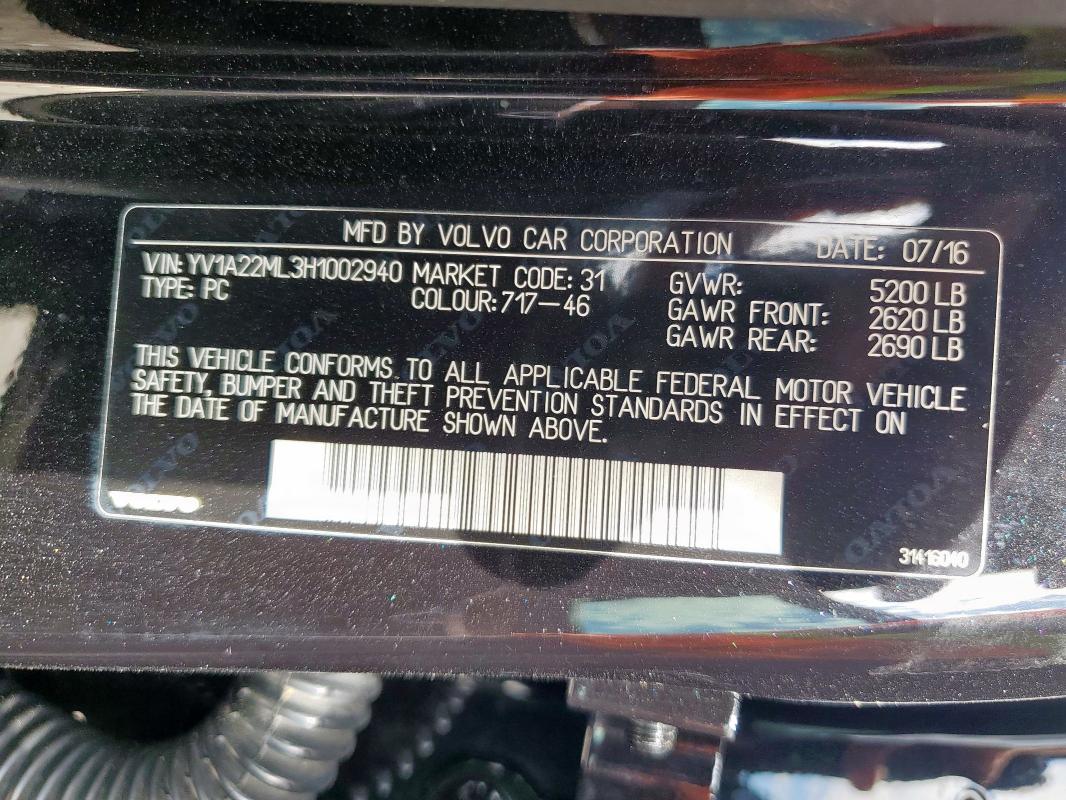 MFD BY VOLVO CAR CORPORATION DATE: 07/16
VIN: YV1A22ML3H1002940 MARKET CODE: 31 GVWR: 5200 LB
TYPE: PC COLOUR: 717-46 GAWR FRONT: 2620 LB
GAWR REAR: 2690 LB
THIS VEHICLE CONFORMS TO ALL APPLICABLE FEDERAL MOTOR VEHICLE
SAFETY, BUMPER AND THEFT PREVENTION STANDARDS IN EFFECT ON
THE DATE OF MANUFACTURE SHOWN ABOVE.
VOLVO
31416040